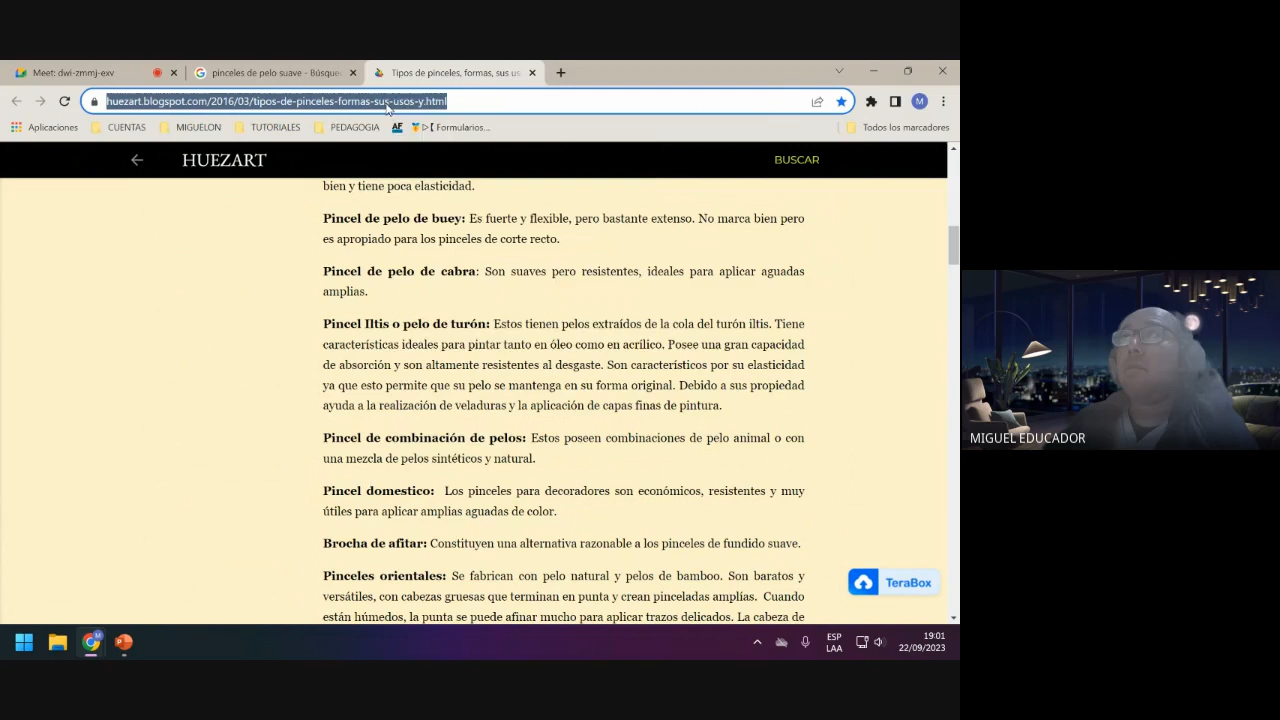 Meet: dwi-zmmj-exv
pinceles de pelo suave - Búsque
Tipos de pinceles, formas, sus us
huezart.blogspot.com/2016/03/tipos-de-pinceles-formas-sus-usos-y.html
M
Aplicaciones
CUENTAS
MIGUELON
TUTORIALES
PEDAGOGIA
AF
Formularios...
Todos los marcadores
HUEZART
BUSCAR
bien y tiene poca elasticidad.
Pincel de pelo de buey: Es fuerte y flexible, pero bastante extenso. No marca bien pero
es apropiado para los pinceles de corte recto.
Pincel de pelo de cabra: Son suaves pero resistentes, ideales para aplicar aguadas
amplias.
Pincel Iltis o pelo de turón: Estos tienen pelos extraídos de la cola del turón iltis. Tiene
características ideales para pintar tanto en óleo como en acrílico. Posee una gran capacidad
de absorción y son altamente resistentes al desgaste. Son característicos por su elasticidad
ya que esto permite que su pelo se mantenga en su forma original. Debido a sus propiedad
ayuda a la realización de veladuras y la aplicación de capas finas de pintura.
Pincel de combinación de pelos: Estos poseen combinaciones de pelo animal o con
una mezcla de pelos sintéticos y natural.
Pincel domestico: Los pinceles para decoradores son económicos, resistentes y muy
útiles para aplicar amplias aguadas de color.
Brocha de afitar: Constituyen una alternativa razonable a los pinceles de fundido suave.
Pinceles orientales: Se fabrican con pelo natural y pelos de bamboo. Son baratos y
versátiles, con cabezas gruesas que terminan en punta y crean pinceladas amplías. Cuando
están húmedos, la punta se puede afinar mucho para aplicar trazos delicados. La cabeza de
TeraBox
ESP
LAA
19:01
22/09/2023
MIGUEL EDUCADOR